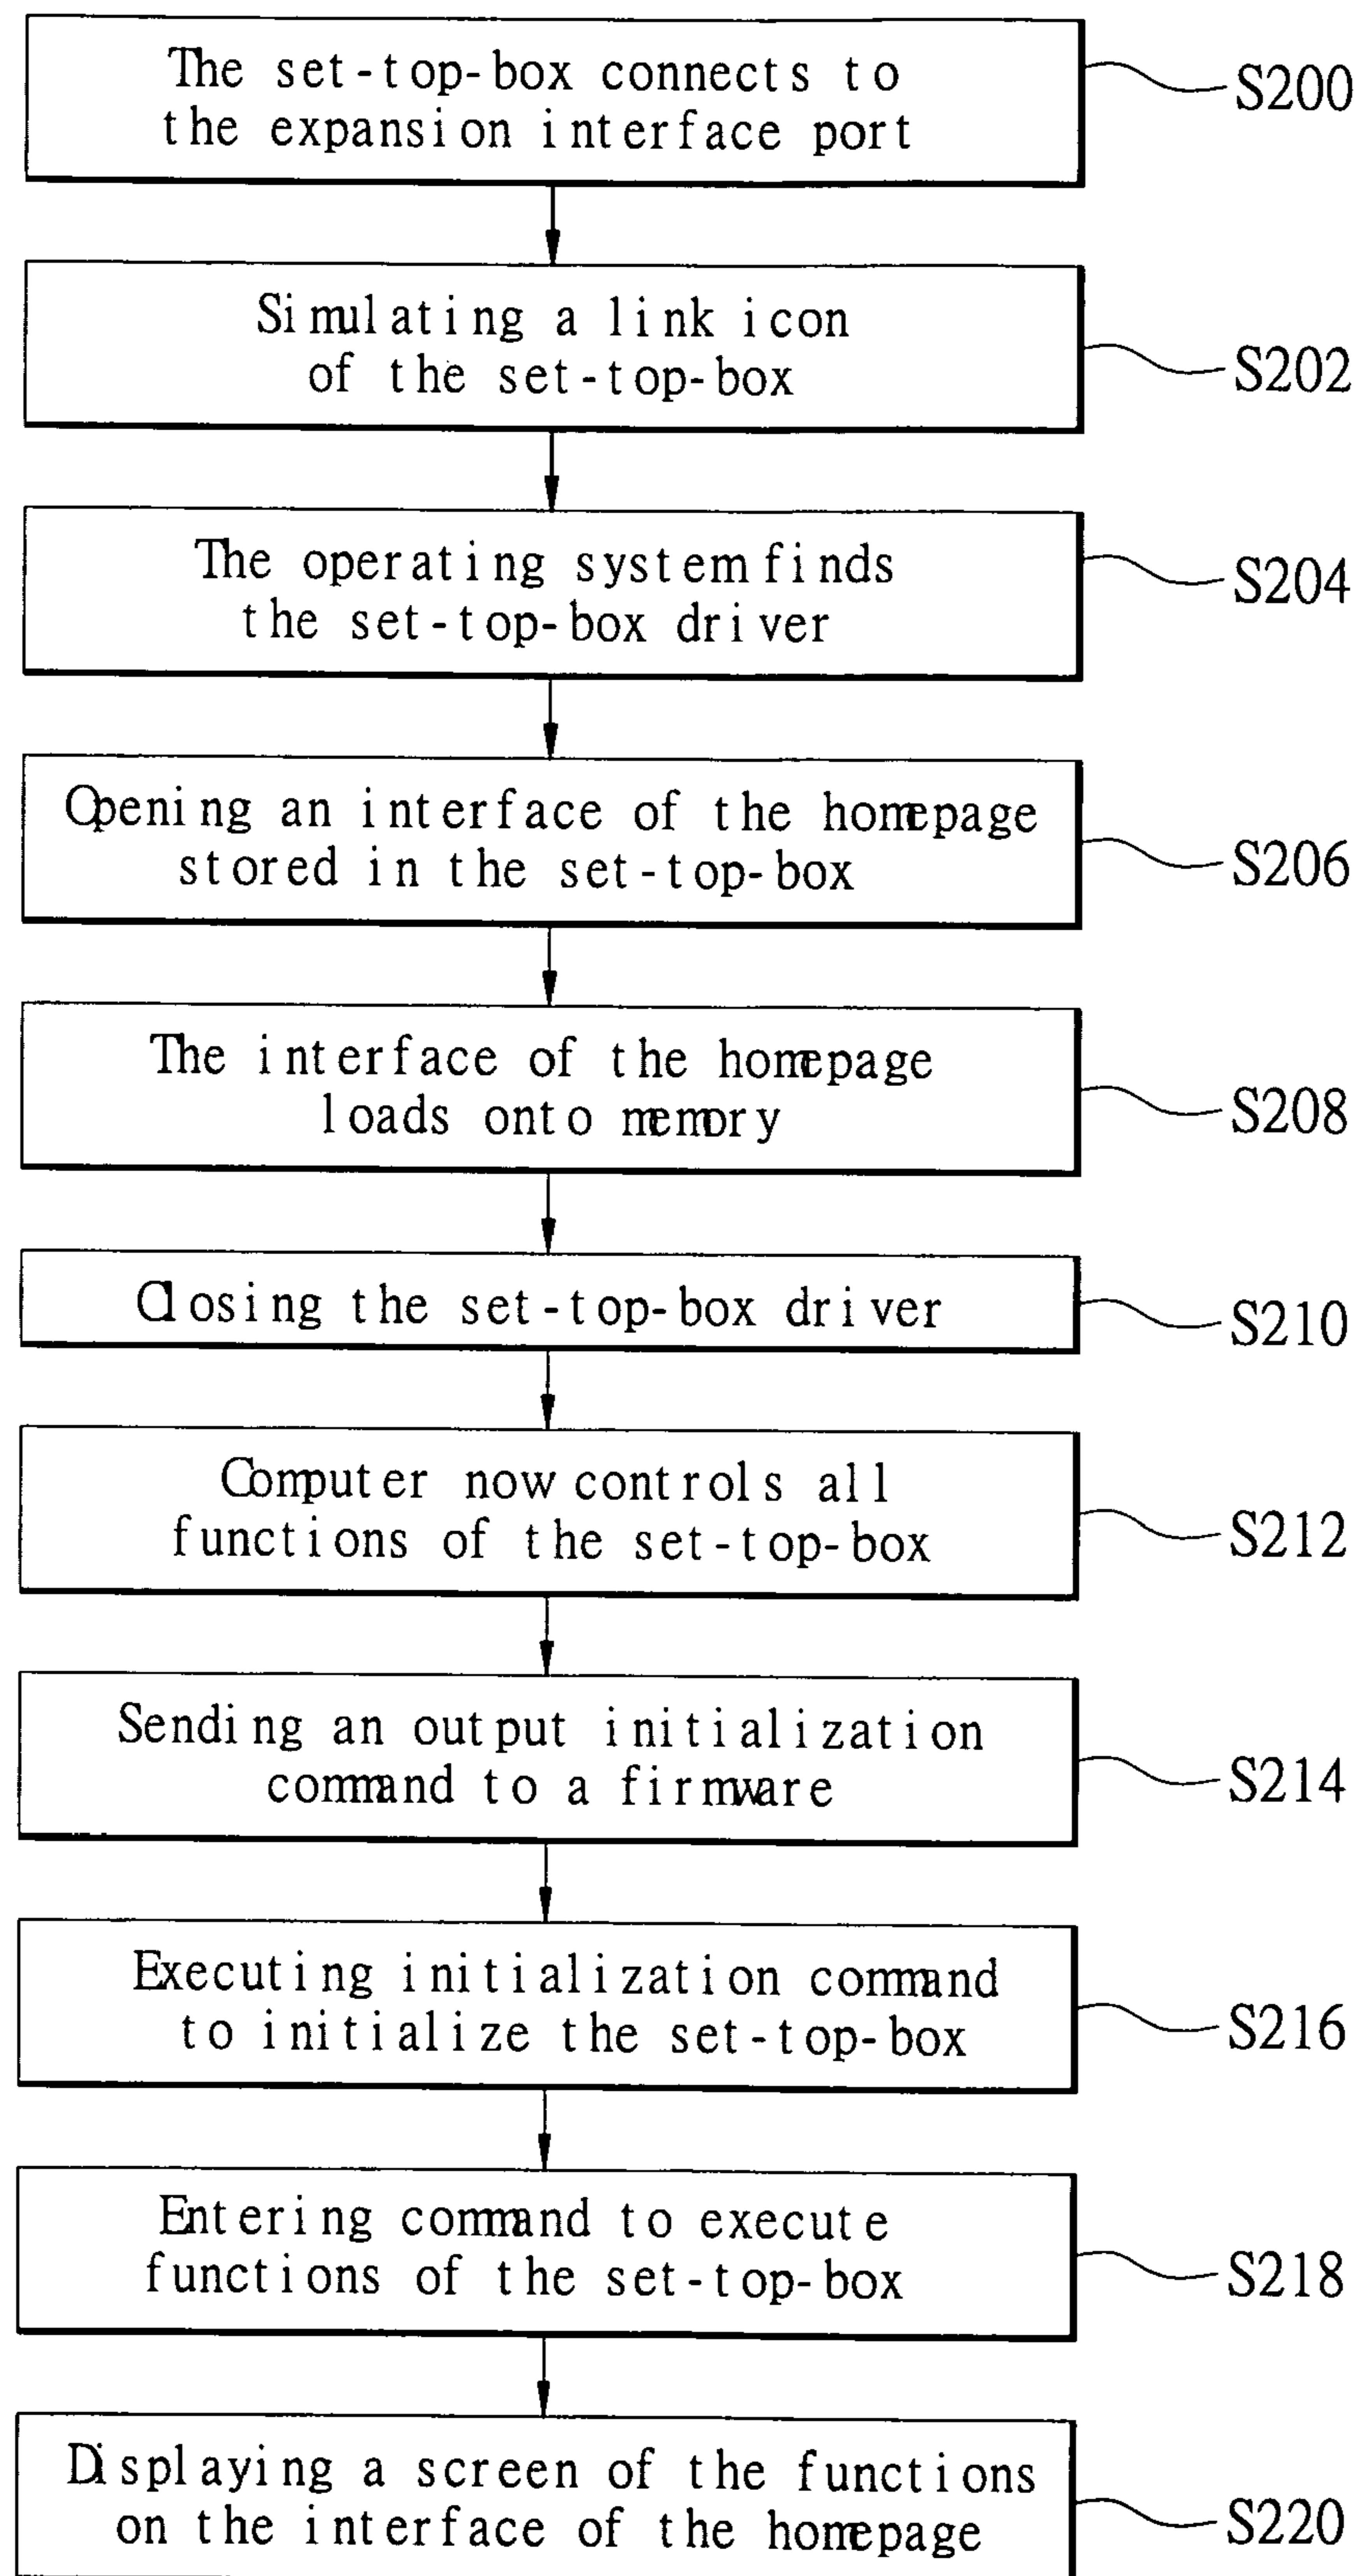 The set-top-box connects to
the expansion interface port
S200
Simulating a link icon
of the set-top-box
S202
The operating system finds
the set-top-box driver
S204
Opening an interface of the homepage
stored in the set-top-box
S206
The interface of the homepage
loads onto memory
S208
Closing the set-top-box driver
S210
Computer now controls all
functions of the set-top-box
S212
Sending an output initialization
command to a firmware
S214
Executing initialization command
to initialize the set-top-box
S216
Entering command to execute
functions of the set-top-box
S218
Displaying a screen of the functions
on the interface of the homepage
S220